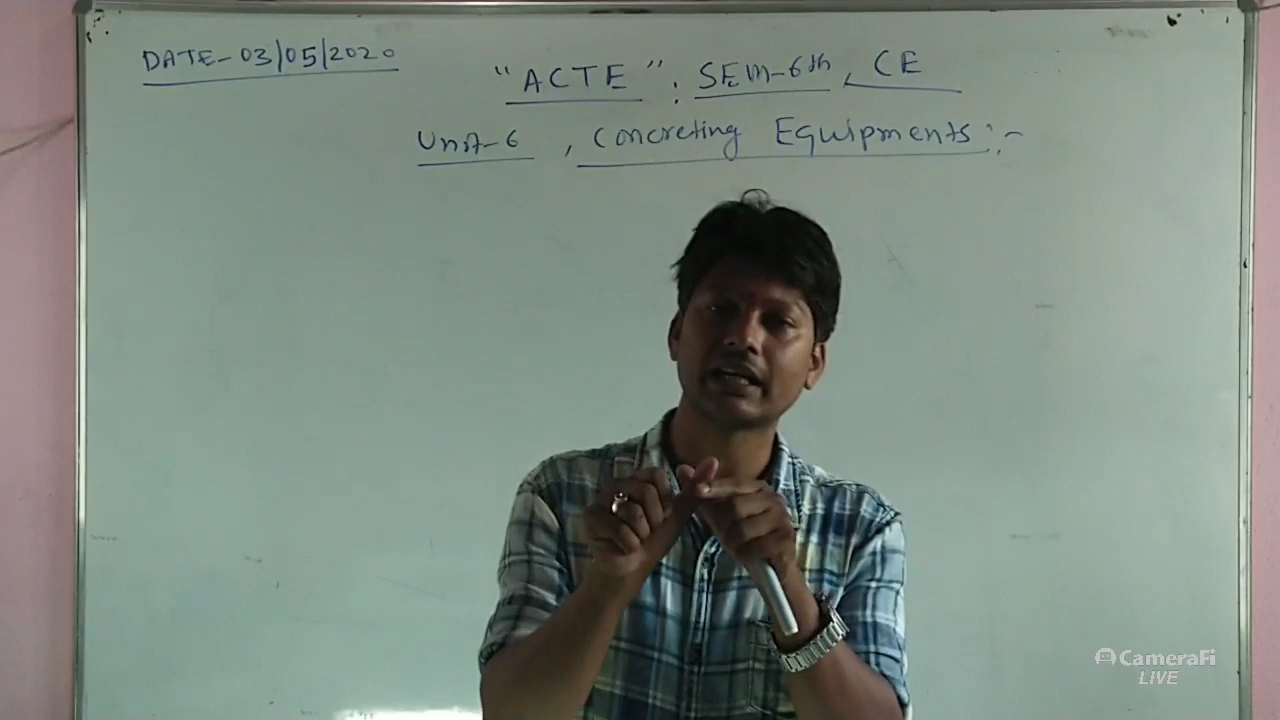 DATE-03/05/2020
"ACTE", SEM-6th, CE
Unit-6, Concreting Equipments:-
CameraFi
LIVE